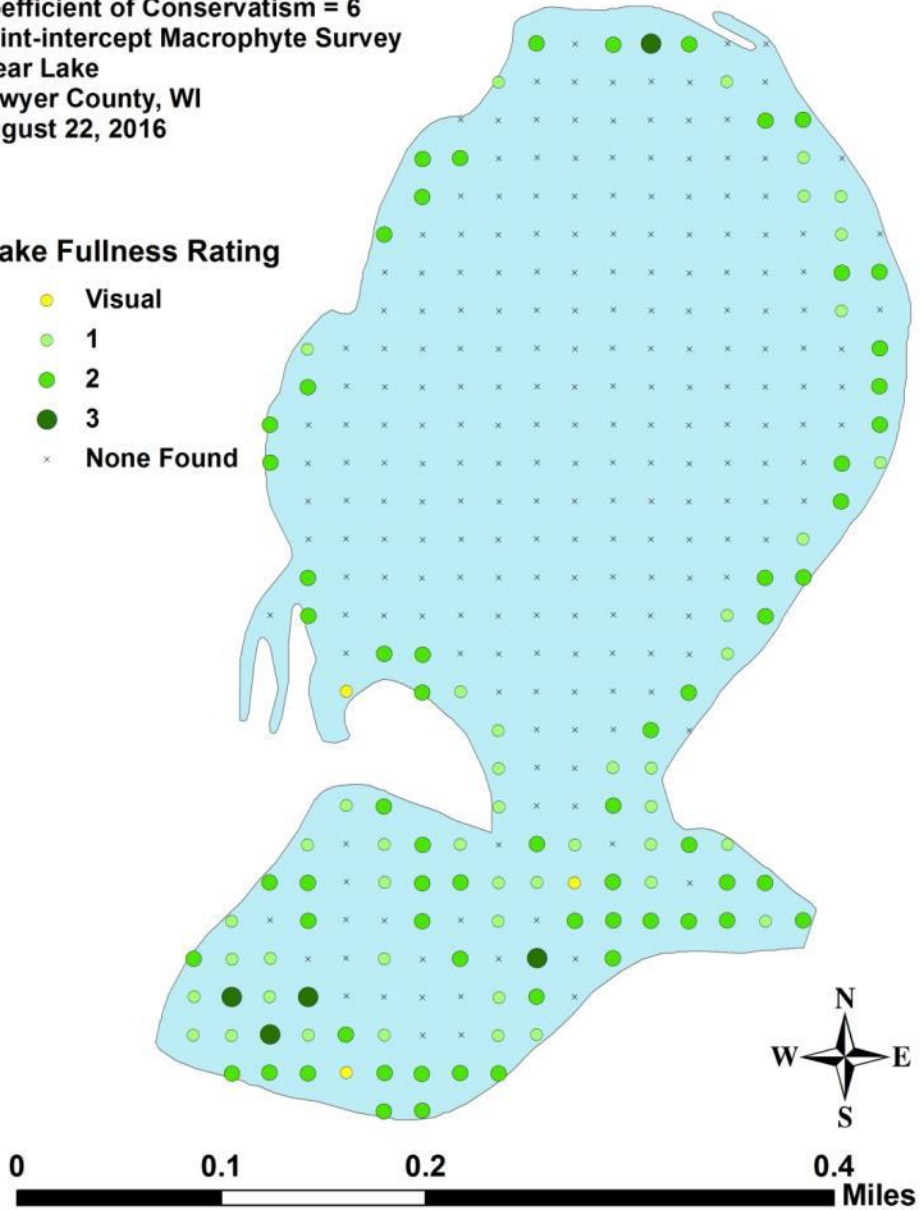 efficient of Conservatism = 6
int-intercept Macrophyte Survey
ear Lake
wyer County, WI
gust 22, 2016
ake Fullness Rating
Visual
1
2
3
None Found
N
W E
S
0 0.1 0.2 0.4
Miles